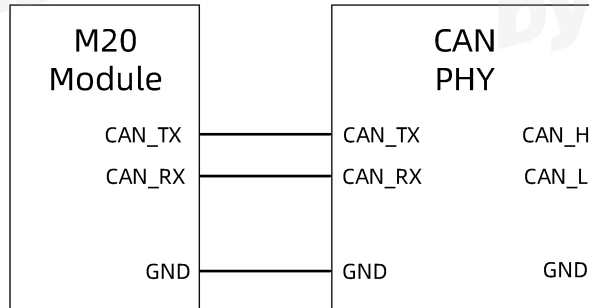 M20
Module
CAN
PHY
CAN_TX
CAN_TX
CAN_H
CAN_RX
CAN_RX
CAN_L
GND
GND
GND